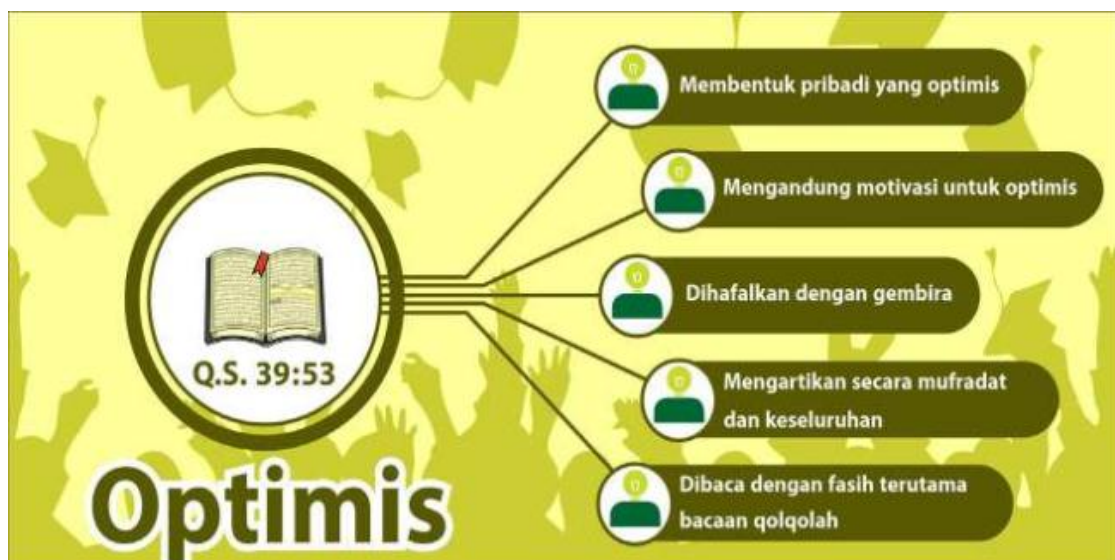 Membentuk pribadi yang optimis
Mengandung motivasi untuk optimis
Dihafalkan dengan gembira
Mengartikan secara mufradat
dan keseluruhan
Dibaca dengan fasih terutama
bacaan qolqolah
Q.S. 39:53
Optimis